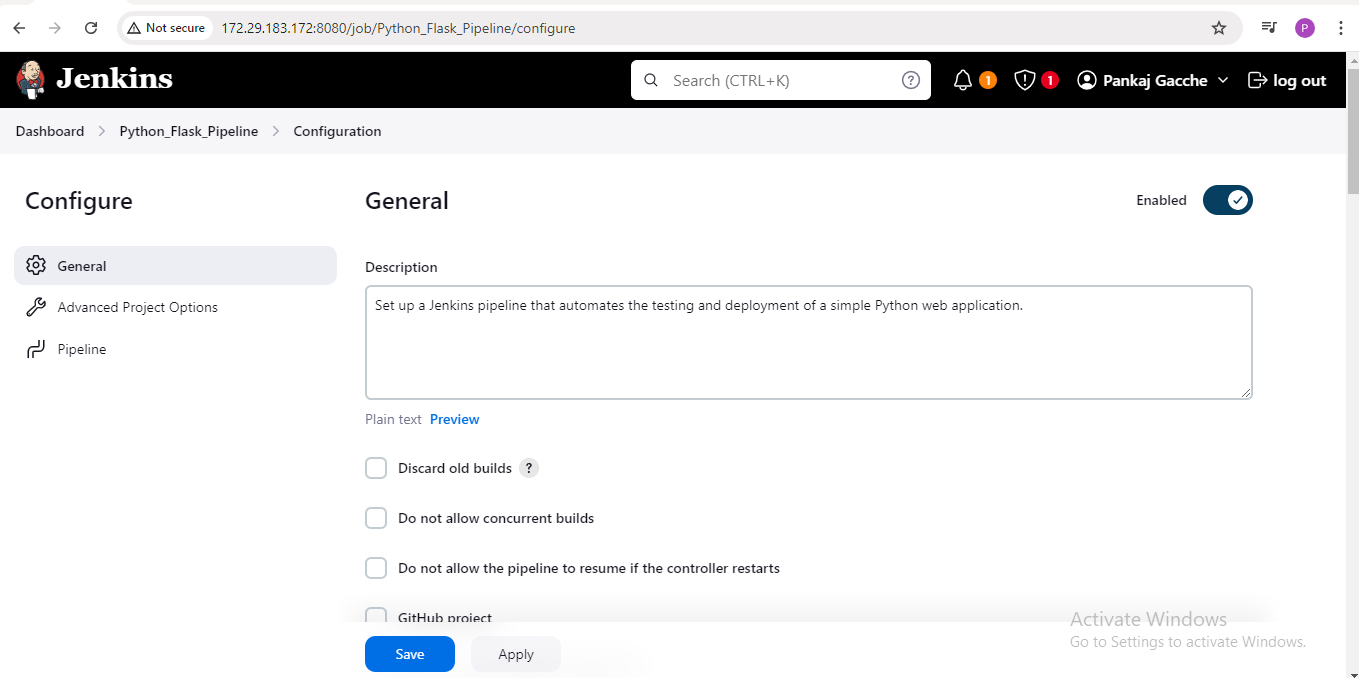 Not secure 172.29.183.172:8080/job/Python_Flask_Pipeline/configure P
Jenkins Search (CTRL+K) ? 1 1 Pankaj Gacche log out
Dashboard Python_Flask_Pipeline Configuration
Configure
General
Advanced Project Options
Pipeline
General Enabled
Description
Set up a Jenkins pipeline that automates the testing and deployment of a simple Python web application.
Plain text Preview
Discard old builds ?
Do not allow concurrent builds
Do not allow the pipeline to resume if the controller restarts
GitHub project
Save Apply
Activate Windows
Go to Settings to activate Windows.